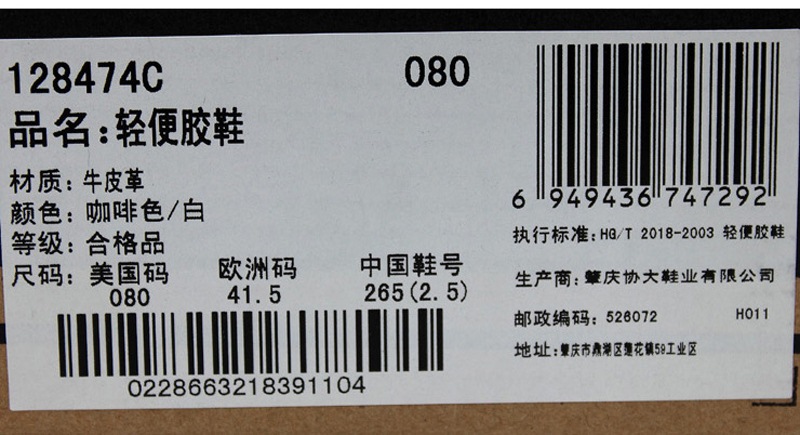 128474C 080
品名:轻便胶鞋
材质: 牛皮革
颜色: 咖啡色/白
等级: 合格品
尺码: 美国码 欧洲码 中国鞋号
080 41.5 265(2.5)
02286632183911​04
6 949436 747292
执行标准: HG/T 2018-2003 轻便胶鞋
生产商: 肇庆协大鞋业有限公司
邮政编码: 526072 H011
地址: 肇庆市鼎湖区莲花镇59工业区